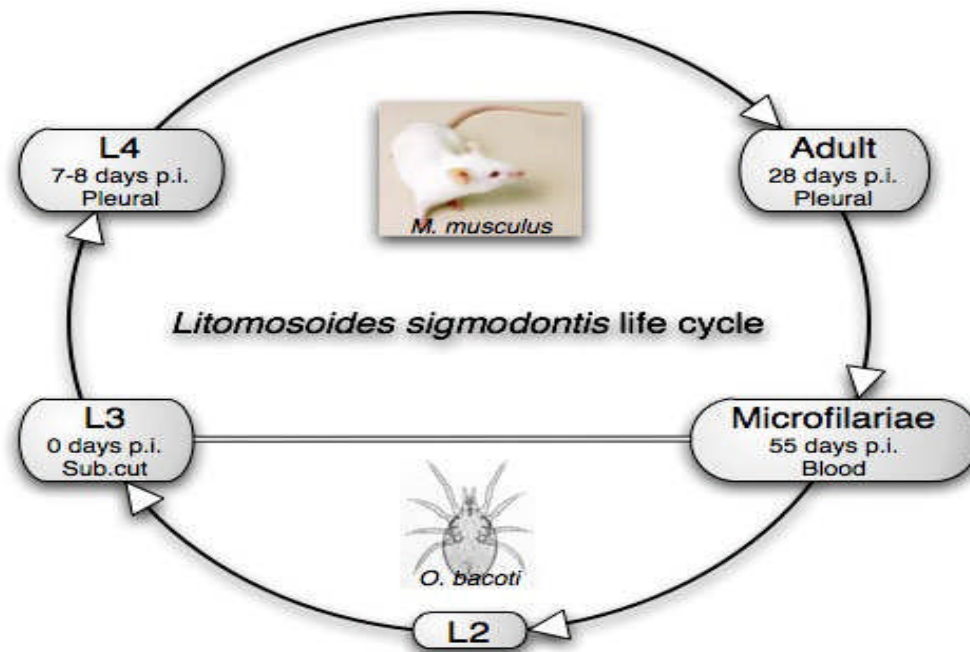 L4
7-8 days p.i.
Pleural
Adult
28 days p.i.
Pleural
M. musculus
Litomosoides sigmodontis life cycle
L3
0 days p.i.
Sub.cut
Microfilariae
55 days p.i.
Blood
O. bacoti
L2